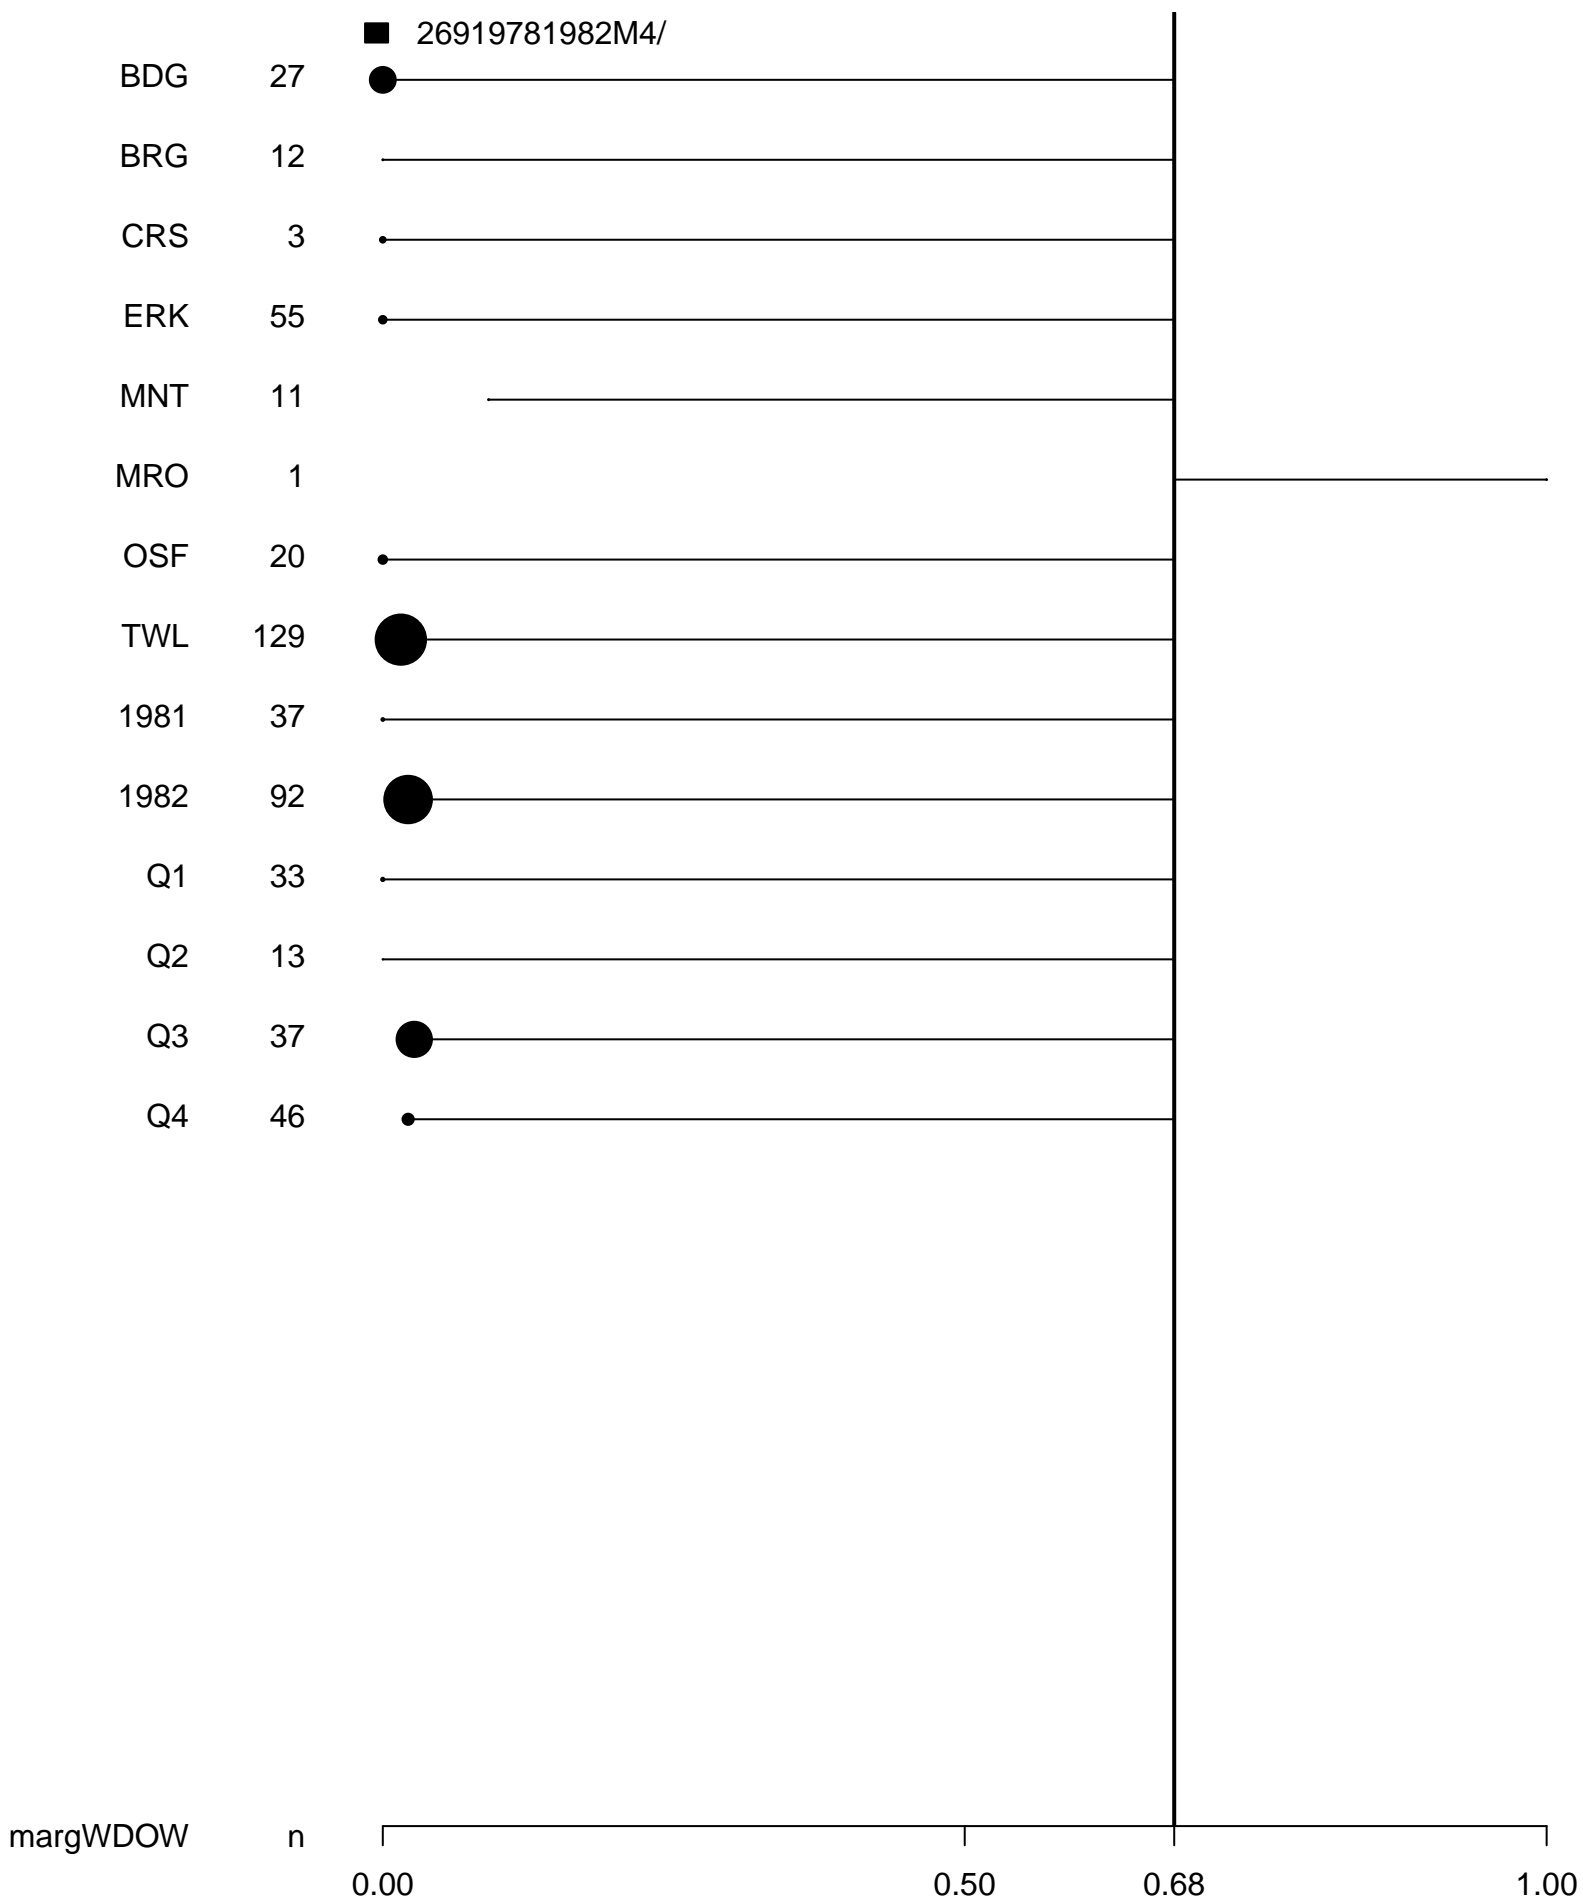 26919781982M4/
BDG 27
BRG 12
CRS 3
ERK 55
MNT 11
MRO 1
OSF 20
TWL 129
1981 37
1982 92
Q1 33
Q2 13
Q3 37
Q4 46
margWDOW n
0.00 0.50 0.68 1.00